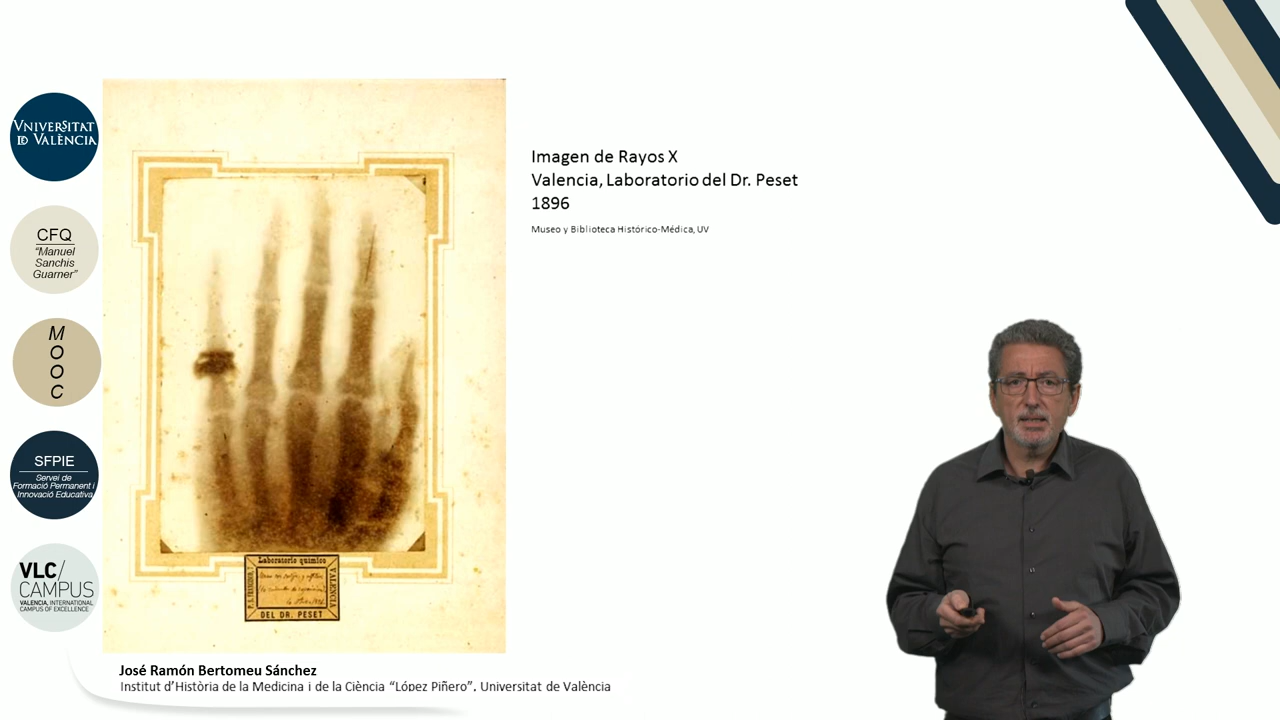 VNIVERSITAT
ID VALÈNCIA
CFQ
“Manuel
Sanchis
Guarner”
M
O
O
C
SFPIE
Servei de
Formació Permanent i
Innovació Educativa
VLC/
CAMPUS
VALENCIA, INTERNATIONAL
CAMPUS OF EXCELLENCE
Imagen de Rayos X
Valencia, Laboratorio del Dr. Peset
1896
Museo y Biblioteca Histórico-Médica, UV
Laboratorio químico
VALENCIA
DEL DR. PESET
José Ramón Bertomeu Sánchez
Institut d’Història de la Medicina i de la Ciència “López Piñero”. Universitat de València